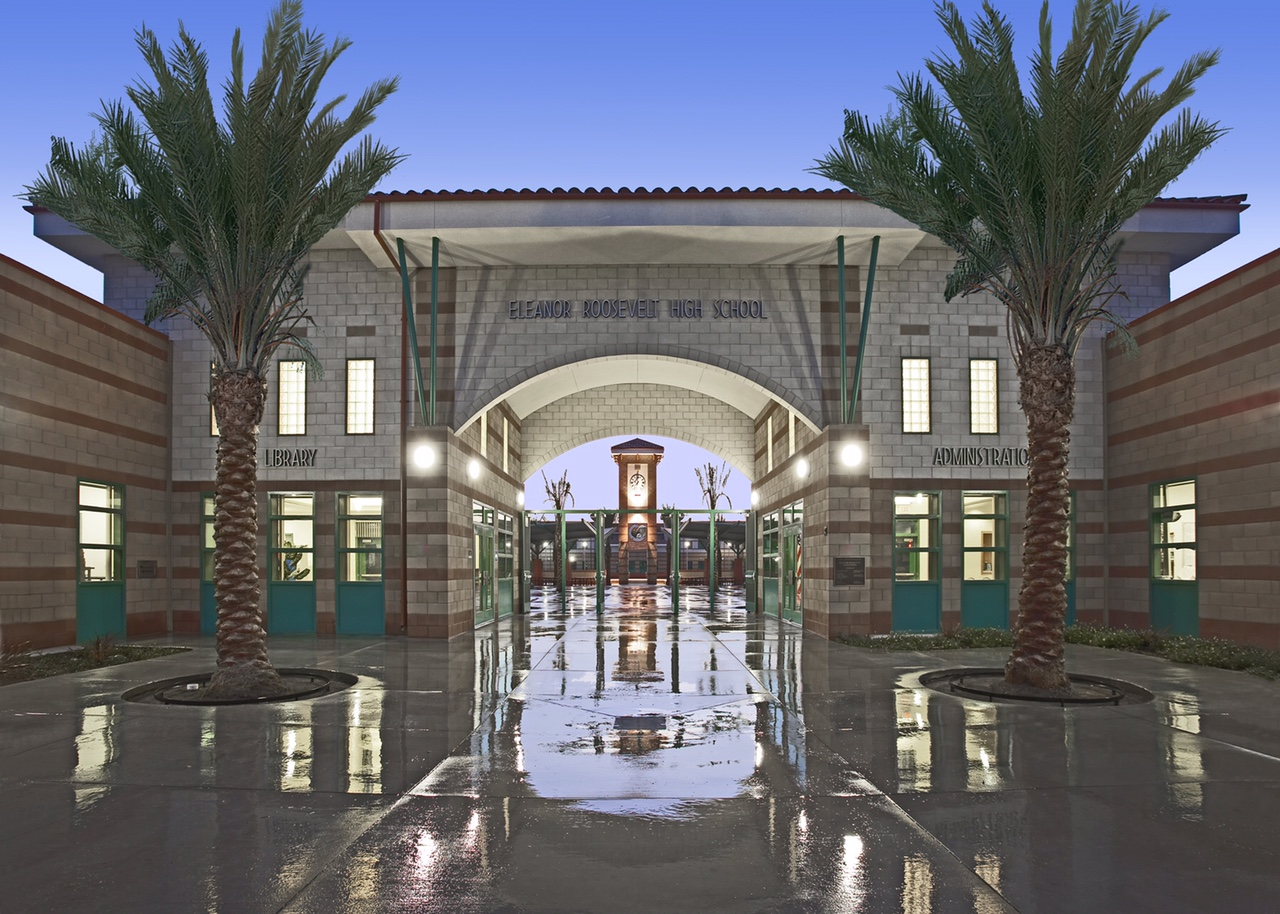 ELEANOR ROOSEVELT HIGH SCHOOL
LIBRARY
ADMINISTRATIO